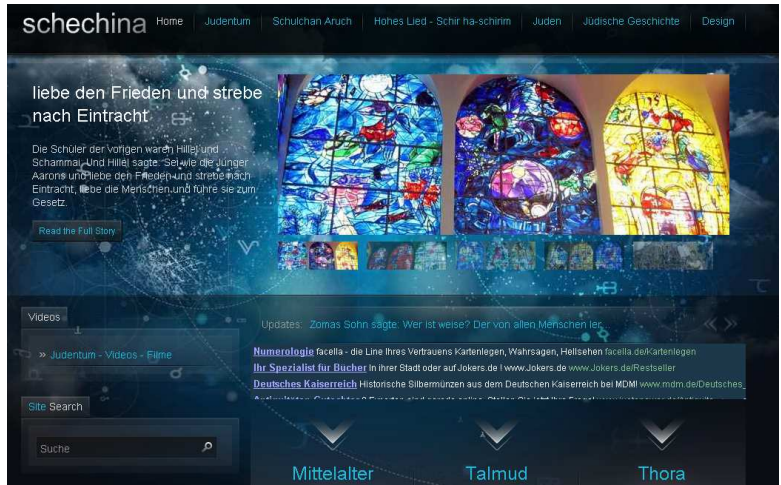 schechina
Home
Judentum
Schulchan Aruch
Hohes Lied - Schir ha-schirim
Juden
Jüdische Geschichte
Design
liebe den Frieden und strebe
nach Eintracht
Die Schüler der vorigen waren Hillel und
Schammai. Und Hillel sagte: Sei wie die Jünger
Aarons und liebe den Frieden und strebe nach
Eintracht, liebe die Menschen und führe sie zum
Gesetz.
Read the Full Story
Videos
» Judentum - Videos - Filme
Site Search
Suche
Updates: Zomas Sohn sagte: Wer ist weise? Der von allen Menschen ler
Numerologie facella - die Line Ihres Vertrauens Kartenlegen, Wahrsagen, Hellsehen facella.de/Kartenlegen
Ihr Spezialist für Bücher In ihrer Stadt oder auf Jokers.de ! www.Jokers.de www.Jokers.de/Restseller
Deutsches Kaiserreich Historische Silbermünzen aus dem Deutschen Kaiserreich bei MDM! www.mdm.de/Deutsches_
Mittelalter
Talmud
Thora